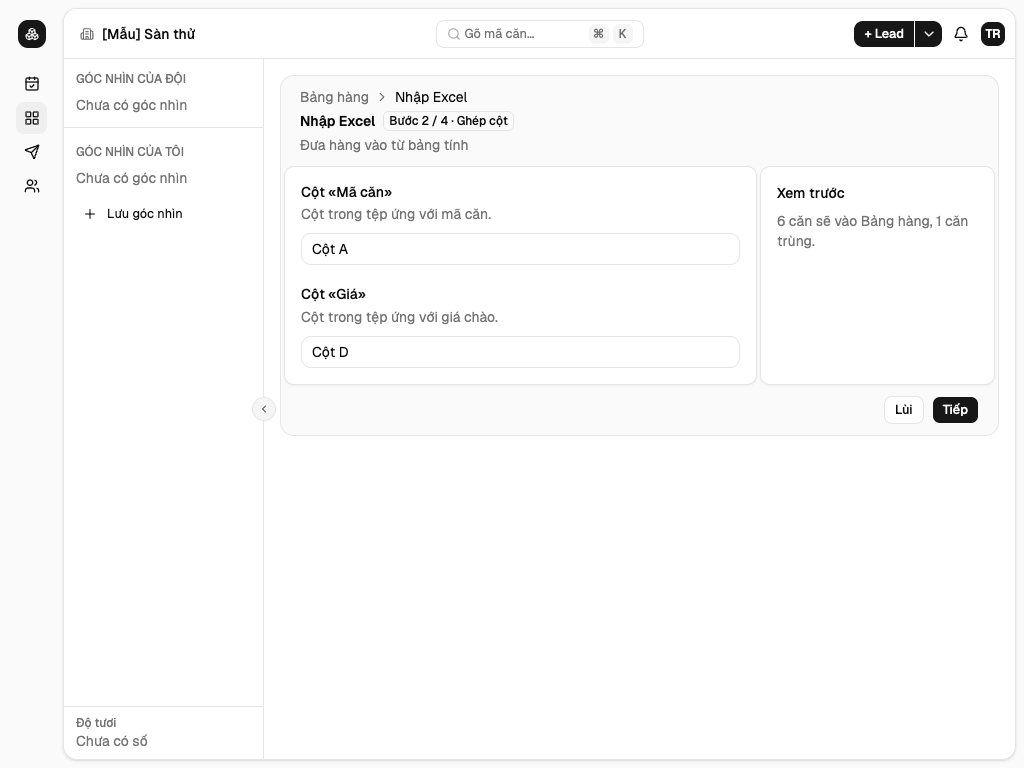 [Mẫu] Sàn thử
Gõ mã căn...
⌘ K
+ Lead
TR
GÓC NHÌN CỦA ĐỘI
Chưa có góc nhìn
GÓC NHÌN CỦA TÔI
Chưa có góc nhìn
Lưu góc nhìn
Độ tươi
Chưa có số
Bảng hàng > Nhập Excel
Nhập Excel Bước 2 / 4 · Ghép cột
Đưa hàng vào từ bảng tính
Cột «Mã căn»
Cột trong tệp ứng với mã căn.
Cột A
Cột «Giá»
Cột trong tệp ứng với giá chào.
Cột D
Xem trước
6 căn sẽ vào Bảng hàng, 1 căn
trùng.
Lùi
Tiếp